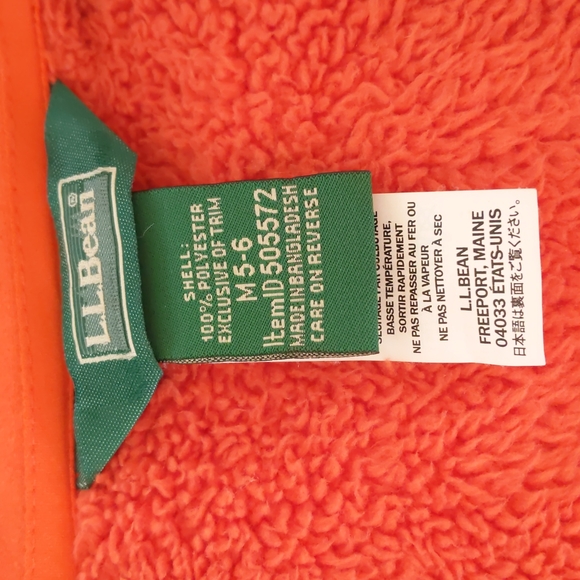 L.L.Bean®
SHELL:
100% POLYESTER
EXCLUSIVE OF TRIM
M 5-6
ItemID 505572
MADE IN BANGLADESH
CARE ON REVERSE
BASSE TEMPÉRATURE,
SORTIR RAPIDEMENT
NE PAS REPASSER AU FER OU
À LA VAPEUR
NE PAS NETTOYER À SEC
L.L.BEAN
FREEPORT, MAINE
04033 ÉTATS-UNIS
日本語は裏面をご覧ください。